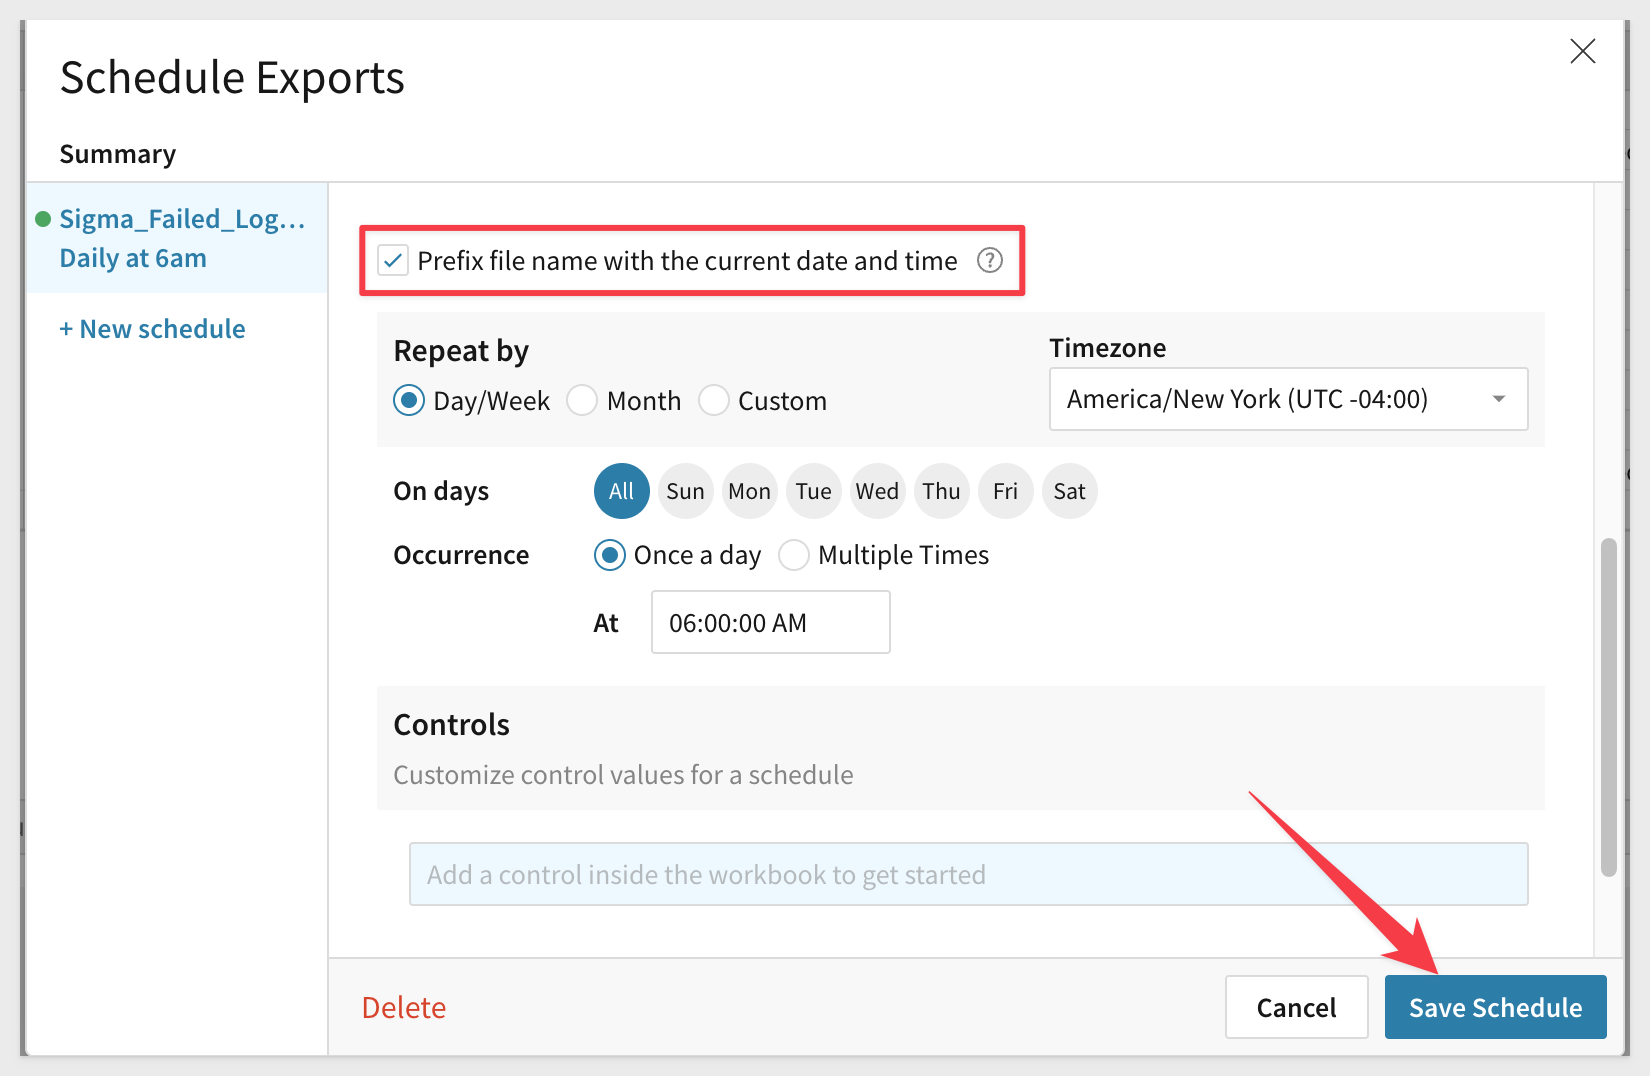 Schedule Exports
Summary
Sigma_Failed_Log...
Daily at 6am
+ New schedule
Prefix file name with the current date and time ?
Repeat by
Timezone
Day/Week Month Custom
America/New York (UTC -04:00)
On days All Sun Mon Tue Wed Thu Fri Sat
Occurrence Once a day Multiple Times
At 06:00:00 AM
Controls
Customize control values for a schedule
Add a control inside the workbook to get started
Delete Cancel Save Schedule